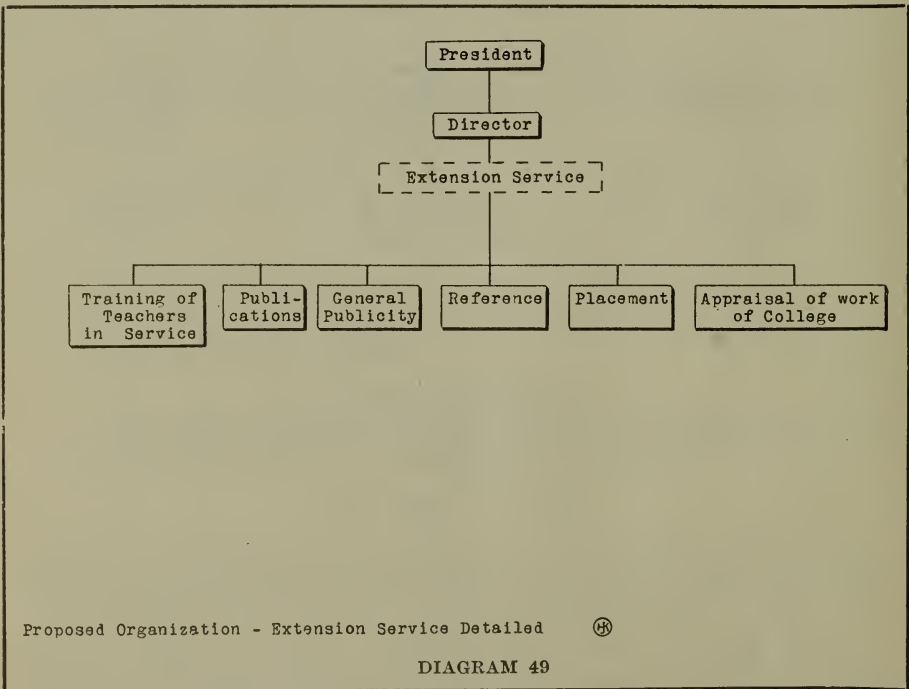 President
Director
Extension Service
Training of
Teachers
in Service
Publi-
cations
General
Publicity
Reference
Placement
Appraisal of work
of College
Proposed Organization - Extension Service Detailed
DIAGRAM 49